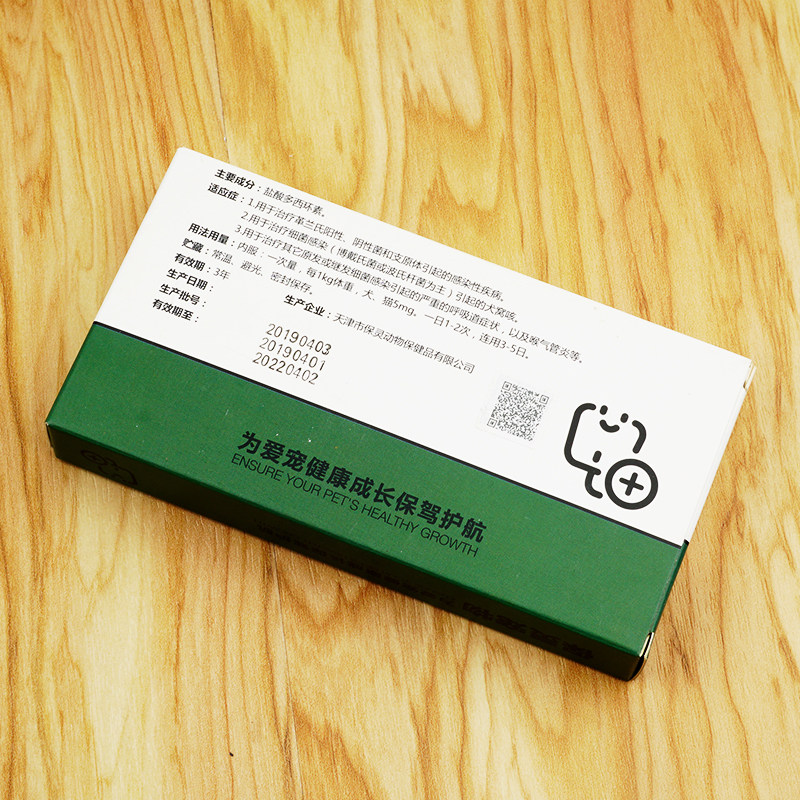 主要成分：盐酸多西环素。
适应症：1.用于治疗革兰氏阳性、阴性菌和支原体引起的感染性疾病。
2.用于治疗细菌感染（博戴氏菌或波氏杆菌为主）引起的犬窝咳。
3.用于治疗其它原发或继发细菌感染引起的严重的呼吸道症状，以及喉气管炎等。
用法用量：内服：一次量，每1kg体重，犬、猫5mg。一日1-2次，连用3-5日。
贮藏：常温、避光、密封保存。
有效期：3年
生产企业：天津市保灵动物保健品有限公司
生产日期：
生产批号：
有效期至：
20190403
20190401
20220402
为爱宠健康成长保驾护航
ENSURE YOUR PET'S HEALTHY GROWTH